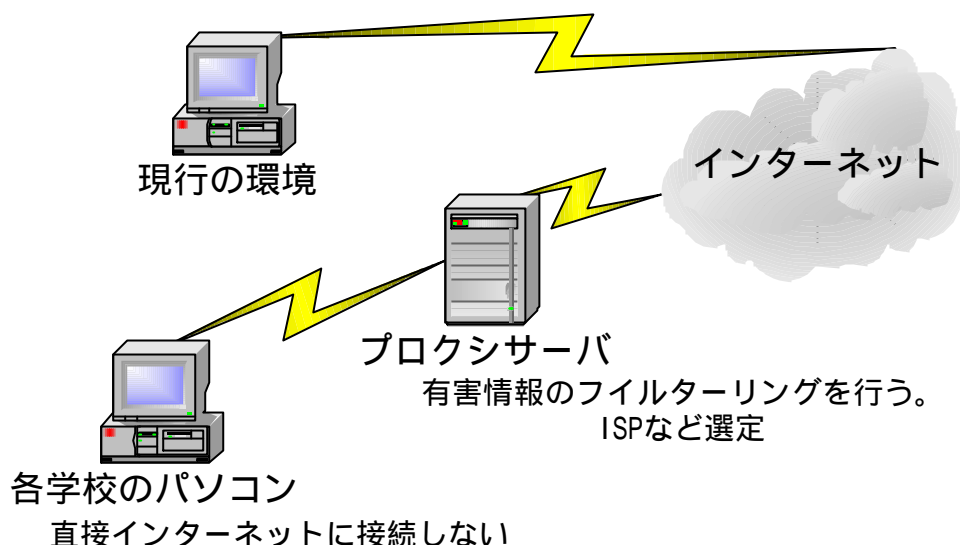 現行の環境
インターネット
プロクシサーバ
有害情報のフイルターリングを行う。
ISPなど選定
各学校のパソコン
直接インターネットに接続しない